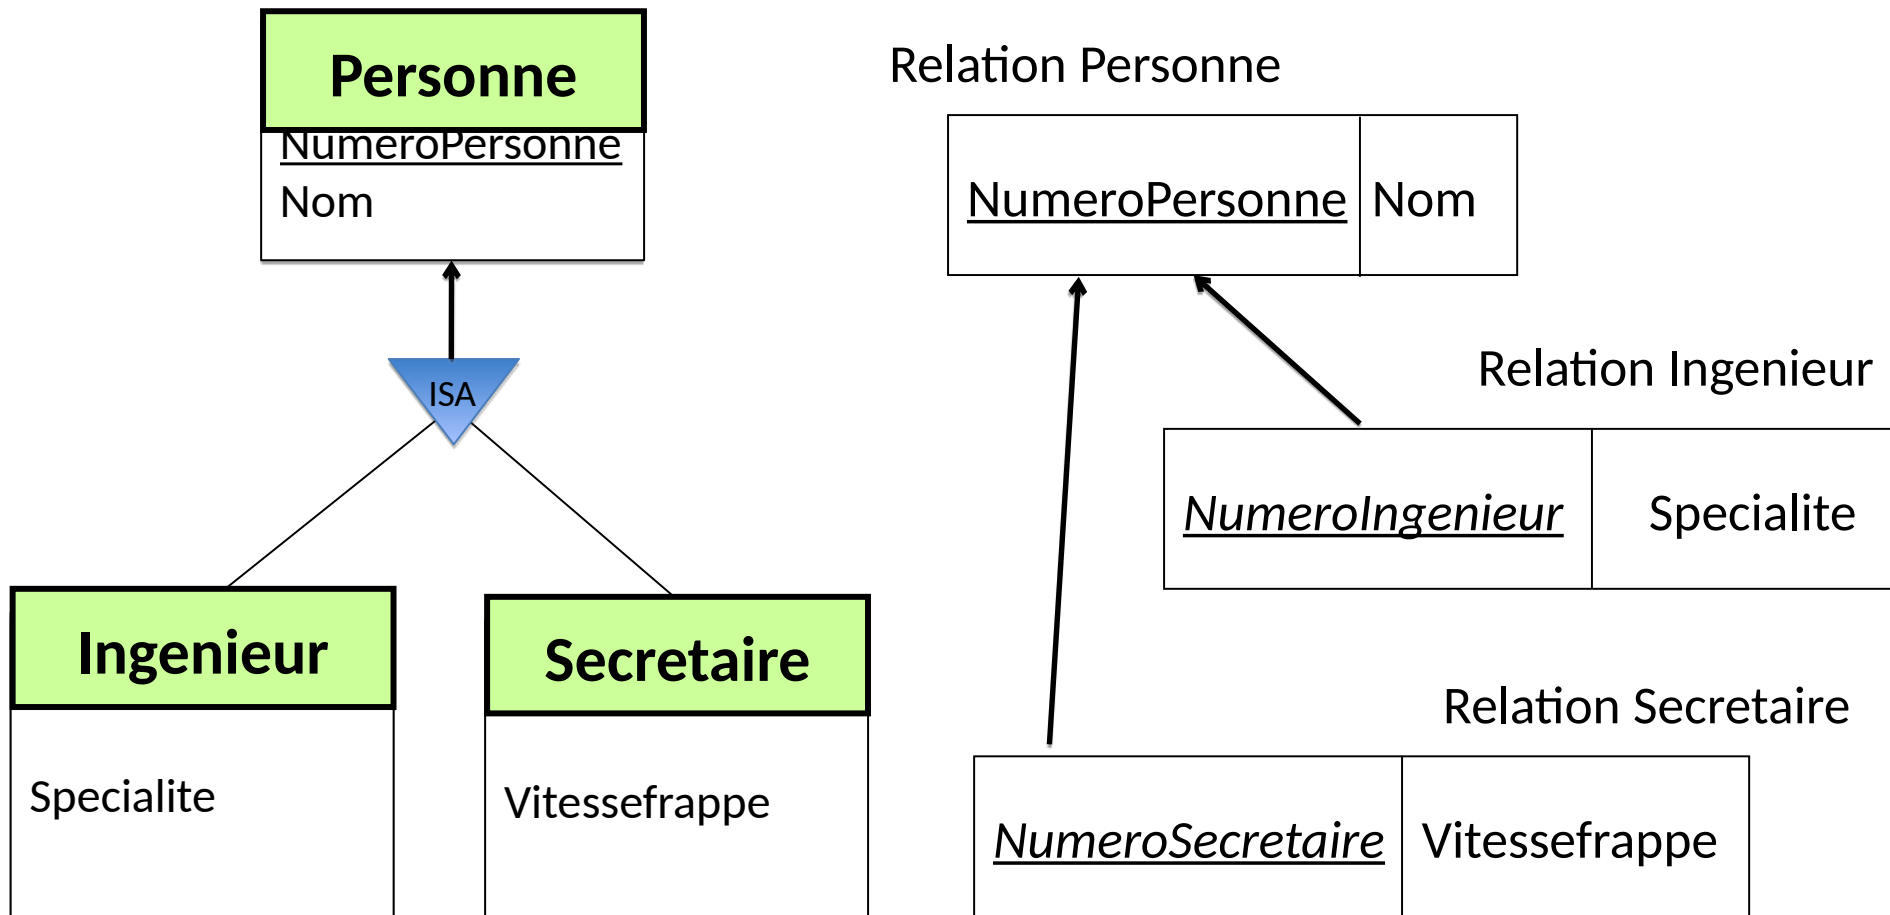 Personne
NumeroPersonne
Nom
ISA
Ingenieur
Specialite
Secretaire
Vitessefrappe
Relation Personne
NumeroPersonne Nom
Relation Ingenieur
NumeroIngenieur Specialite
Relation Secretaire
NumeroSecretaire Vitessefrappe